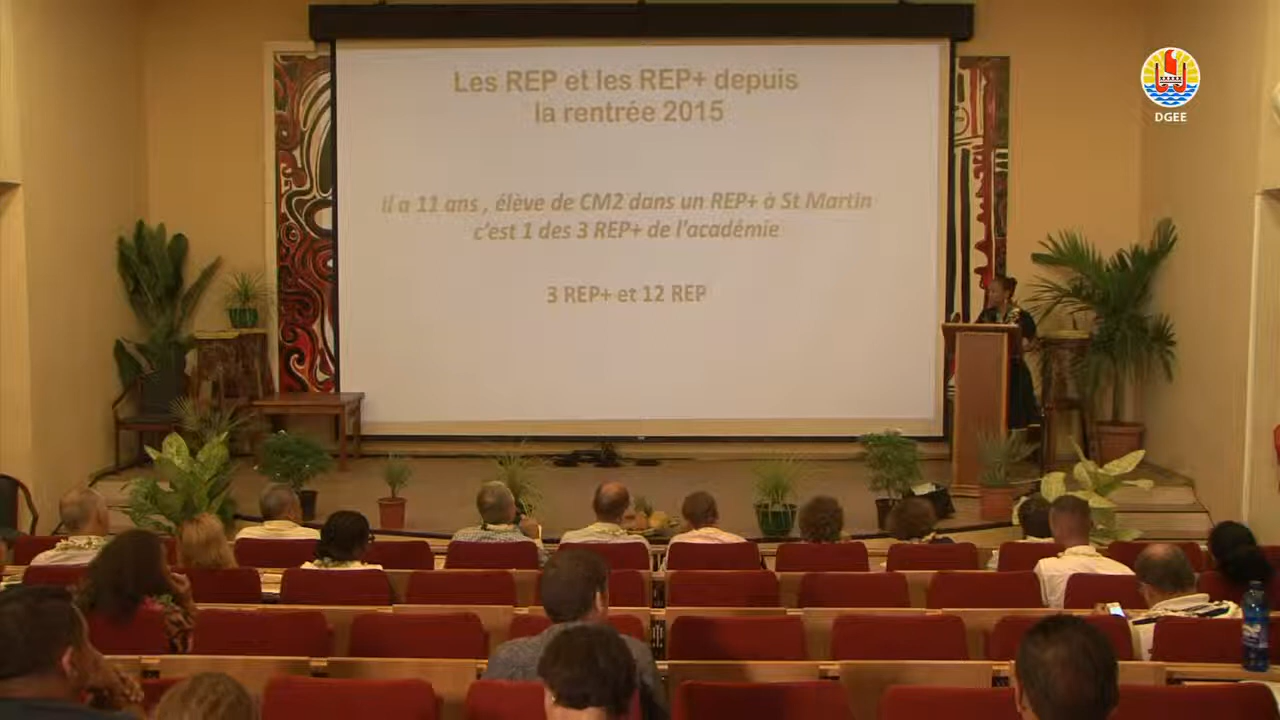 Les REP et les REP+ depuis
la rentrée 2015
il a 11 ans , élève de CM2 dans un REP+ à St Martin
c'est 1 des 3 REP+ de l'académie
3 REP+ et 12 REP
DGEE